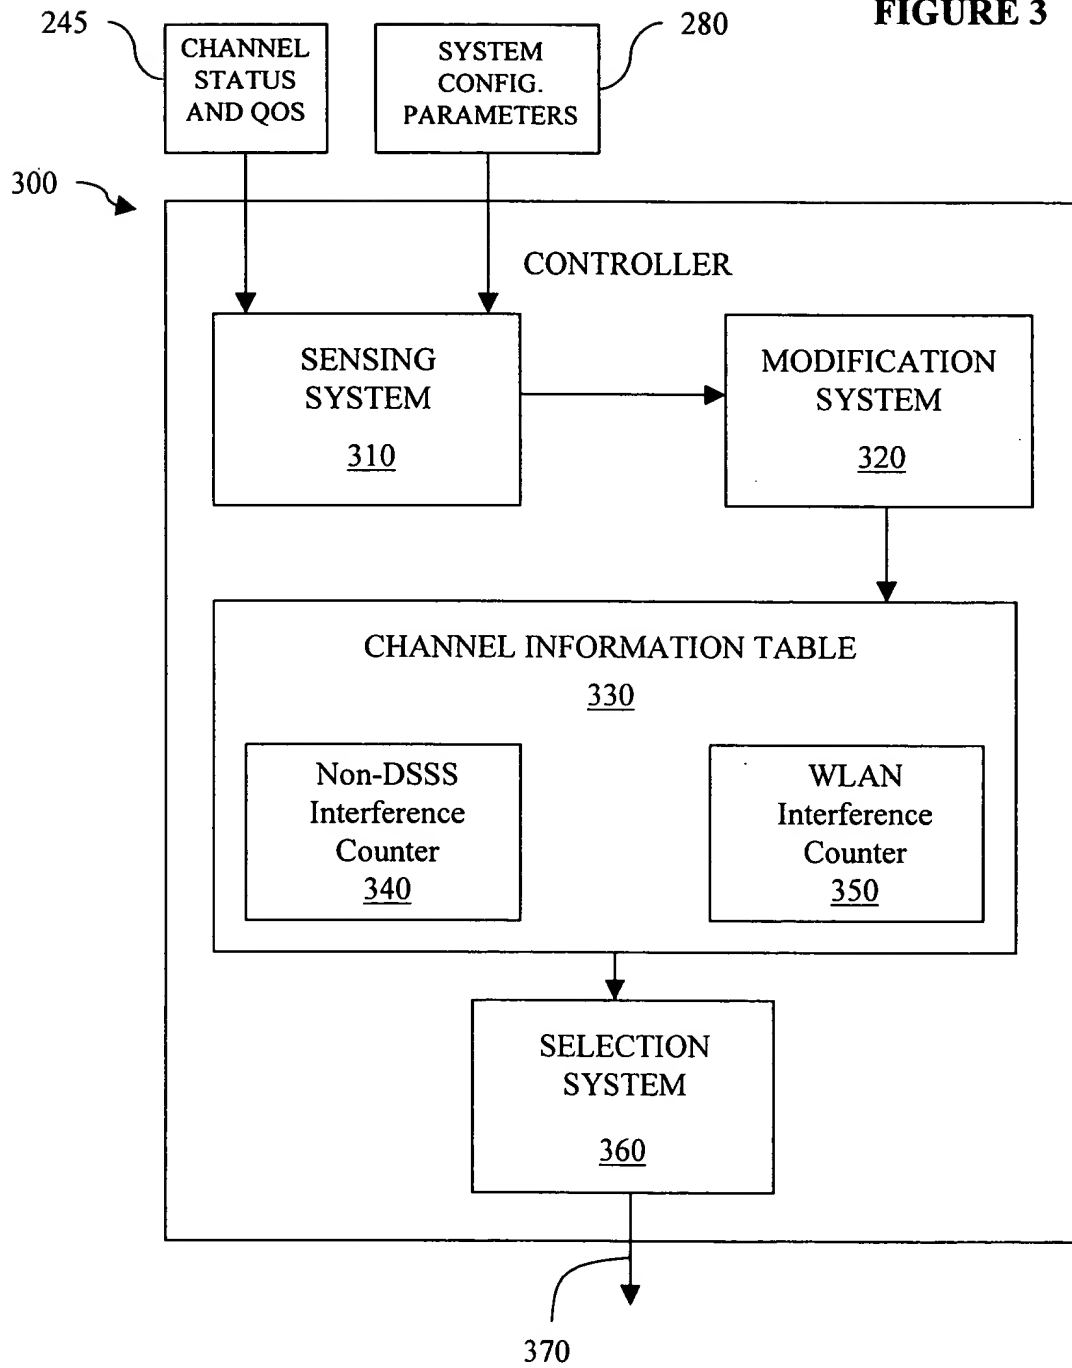 FIGURE 3
245
CHANNEL
STATUS
AND QOS
SYSTEM
CONFIG.
PARAMETERS
280
300
CONTROLLER
SENSING
SYSTEM
310
MODIFICATION
SYSTEM
320
CHANNEL INFORMATION TABLE
330
Non-DSSS
Interference
Counter
340
WLAN
Interference
Counter
350
SELECTION
SYSTEM
360
370